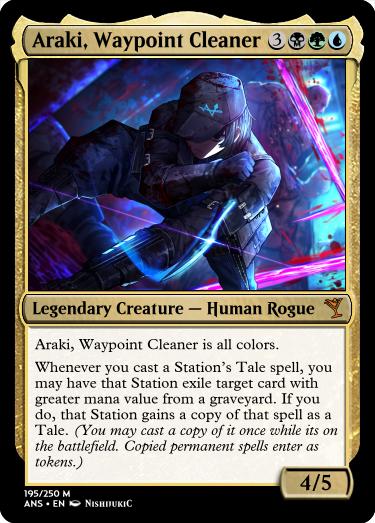 Araki, Waypoint Cleaner 3
Legendary Creature — Human Rogue
Araki, Waypoint Cleaner is all colors.
Whenever you cast a Station's Tale spell, you
may have that Station exile target card with
greater mana value from a graveyard. If you
do, that Station gains a copy of that spell as a
Tale. (You may cast a copy of it once while its on
the battlefield. Copied permanent spells enter as
tokens.)
4/5
195/250 M
ANS • EN NishijukiC